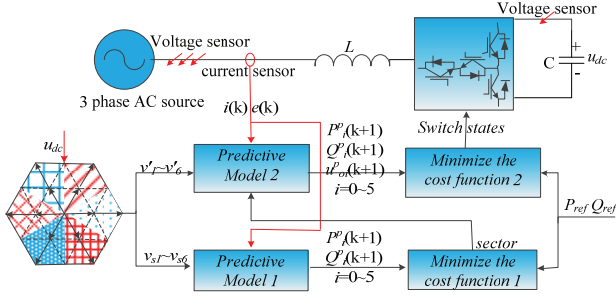 Voltage sensor
Voltage sensor
current sensor
L
C
+
-
u_dc
3 phase AC source
i(k) e(k)
Switch states
u_dc
P^p_i(k+1)
Q^p_i(k+1)
u^p_oi(k+1)
i=0~5
v'_1~v'_6
Predictive
Model 2
Minimize the
cost function 2
P_ref Q_ref
sector
v_s1~v_s6
Predictive
Model 1
P^p_i(k+1)
Q^p_i(k+1)
i=0~5
Minimize the
cost function 1